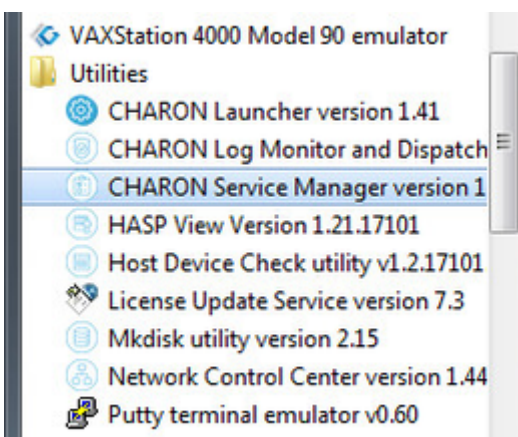 VAXStation 4000 Model 90 emulator
Utilities
CHARON Launcher version 1.41
CHARON Log Monitor and Dispatch
CHARON Service Manager version 1
HASP View Version 1.21.17101
Host Device Check utility v1.2.17101
License Update Service version 7.3
Mkdisk utility version 2.15
Network Control Center version 1.44
Putty terminal emulator v0.60